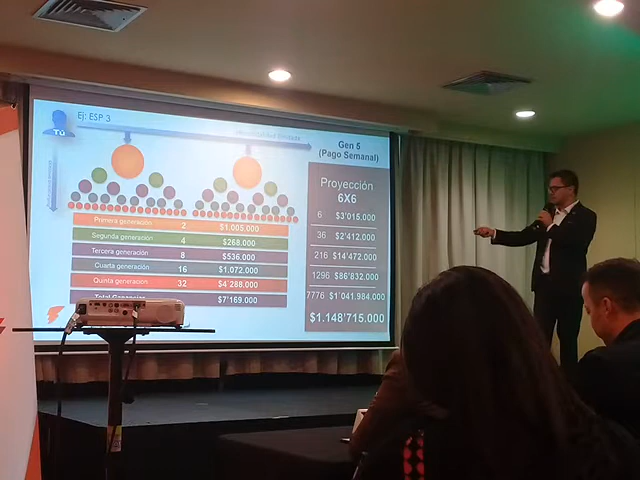 Ej: ESP 3
Tú
Gen 5
(Pago Semanal)
Proyección
6X6
6 $3'015.000
36 $2'412.000
216 $14'472.000
1296 $86'832.000
7776 $1'041.984.000
$1.148'715.000
Primera generación 2 $1.005.000
Segunda generación 4 $268.000
Tercera generación 8 $536.000
Cuarta generación 16 $1.072.000
Quinta generación 32 $4'288.000
Total Ganancias $7'169.000